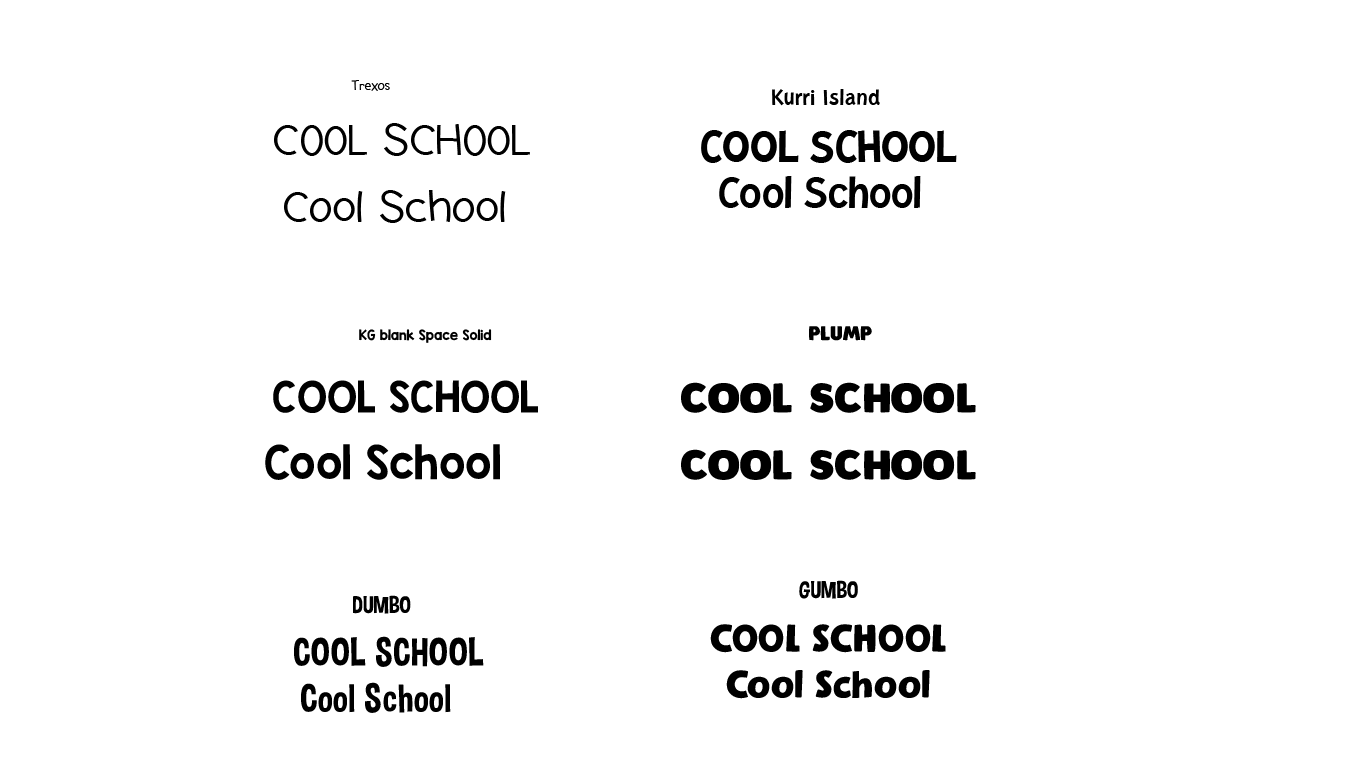 Trexos
COOL SCHOOL
Cool School
Kurri Island
COOL SCHOOL
Cool School
KG blank Space Solid
COOL SCHOOL
Cool School
PLUMP
COOL SCHOOL
COOL SCHOOL
DUMBO
COOL SCHOOL
Cool School
GUMBO
COOL SCHOOL
Cool School